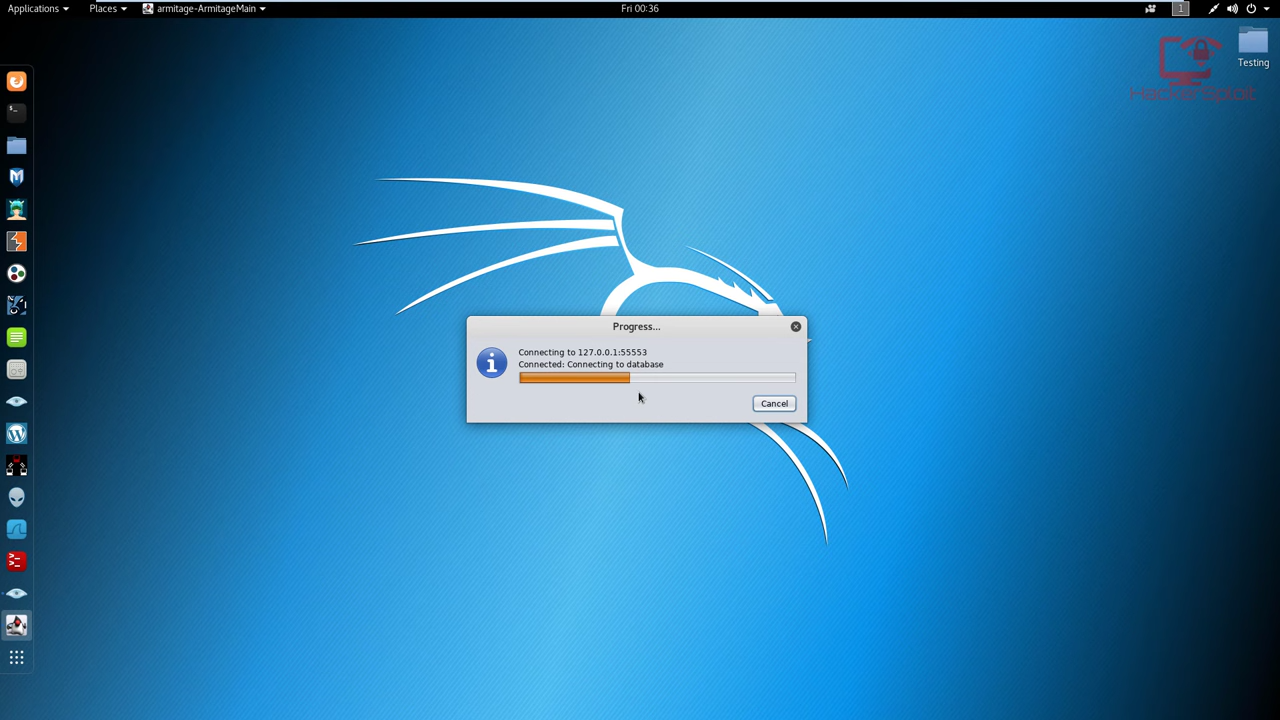 Applications
Places
armitage-ArmitageMain
Fri 00:36
1
Testing
HackerSploit
Progress...
Connecting to 127.0.0.1:55553
Connected: Connecting to database
Cancel